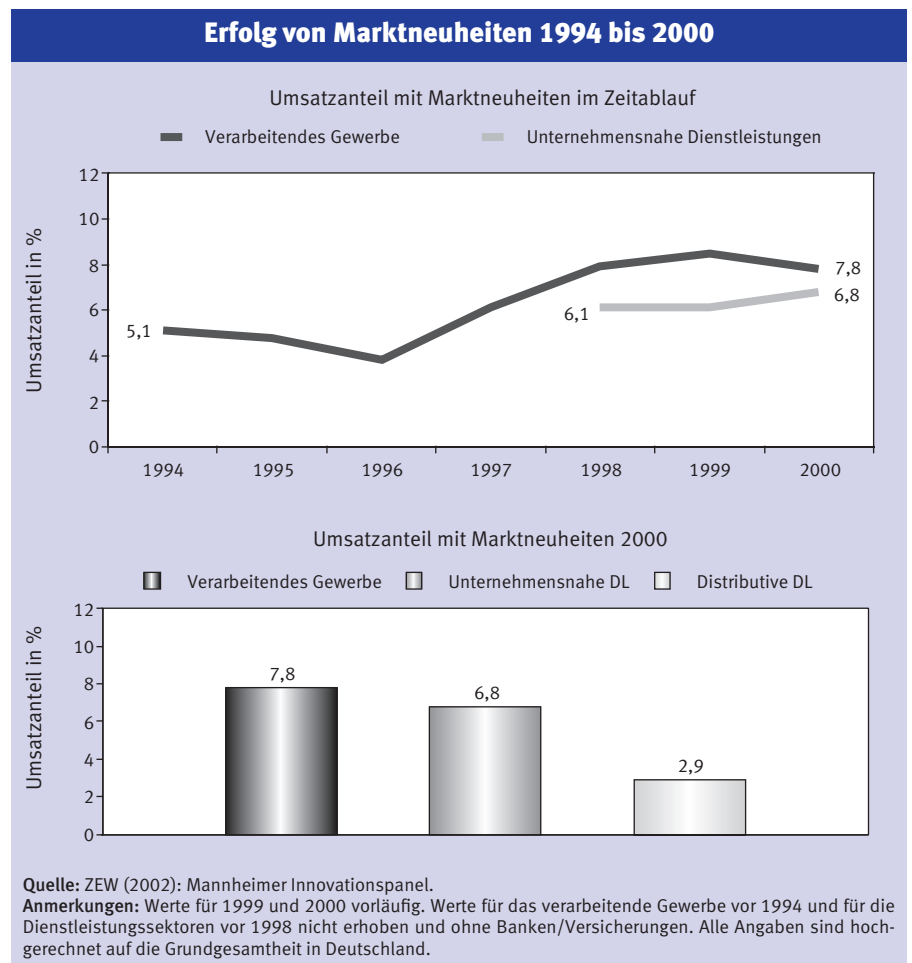 Erfolg von Marktneuheiten 1994 bis 2000
Umsatzanteil mit Marktneuheiten im Zeitablauf
Verarbeitendes Gewerbe Unternehmensnahe Dienstleistungen
Umsatzanteil in %
12
10
8
6
4
2
0
5,1
6,1
7,8
6,8
1994 1995 1996 1997 1998 1999 2000
Umsatzanteil mit Marktneuheiten 2000
Verarbeitendes Gewerbe Unternehmensnahe DL Distributive DL
Umsatzanteil in %
12
10
8
6
4
2
0
7,8
6,8
2,9
Quelle: ZEW (2002): Mannheimer Innovationspanel.
Anmerkungen: Werte für 1999 und 2000 vorläufig. Werte für das verarbeitende Gewerbe vor 1994 und für die
Dienstleistungssektoren vor 1998 nicht erhoben und ohne Banken/Versicherungen. Alle Angaben sind hoch-
gerechnet auf die Grundgesamtheit in Deutschland.